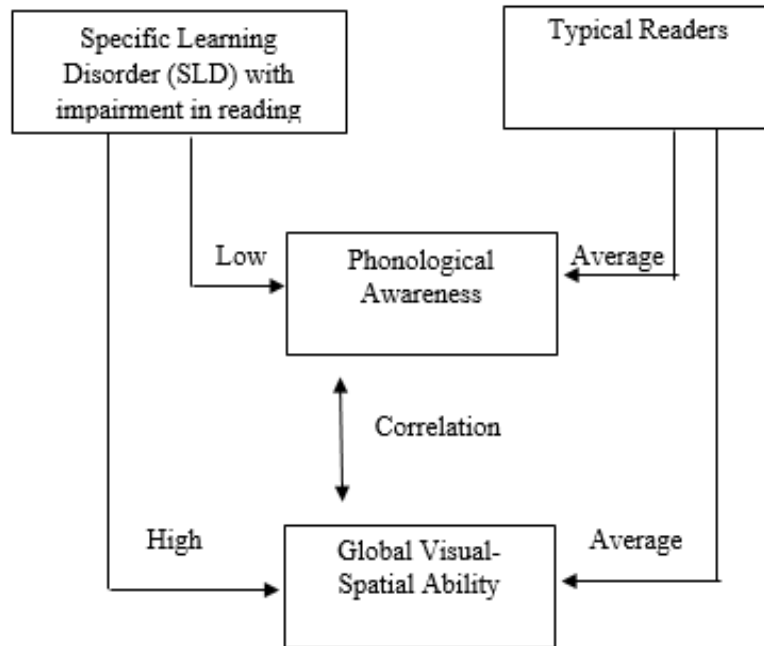 Specific Learning
Disorder (SLD) with
impairment in reading
Typical Readers
Low
Phonological
Awareness
Average
Correlation
High
Global Visual-
Spatial Ability
Average